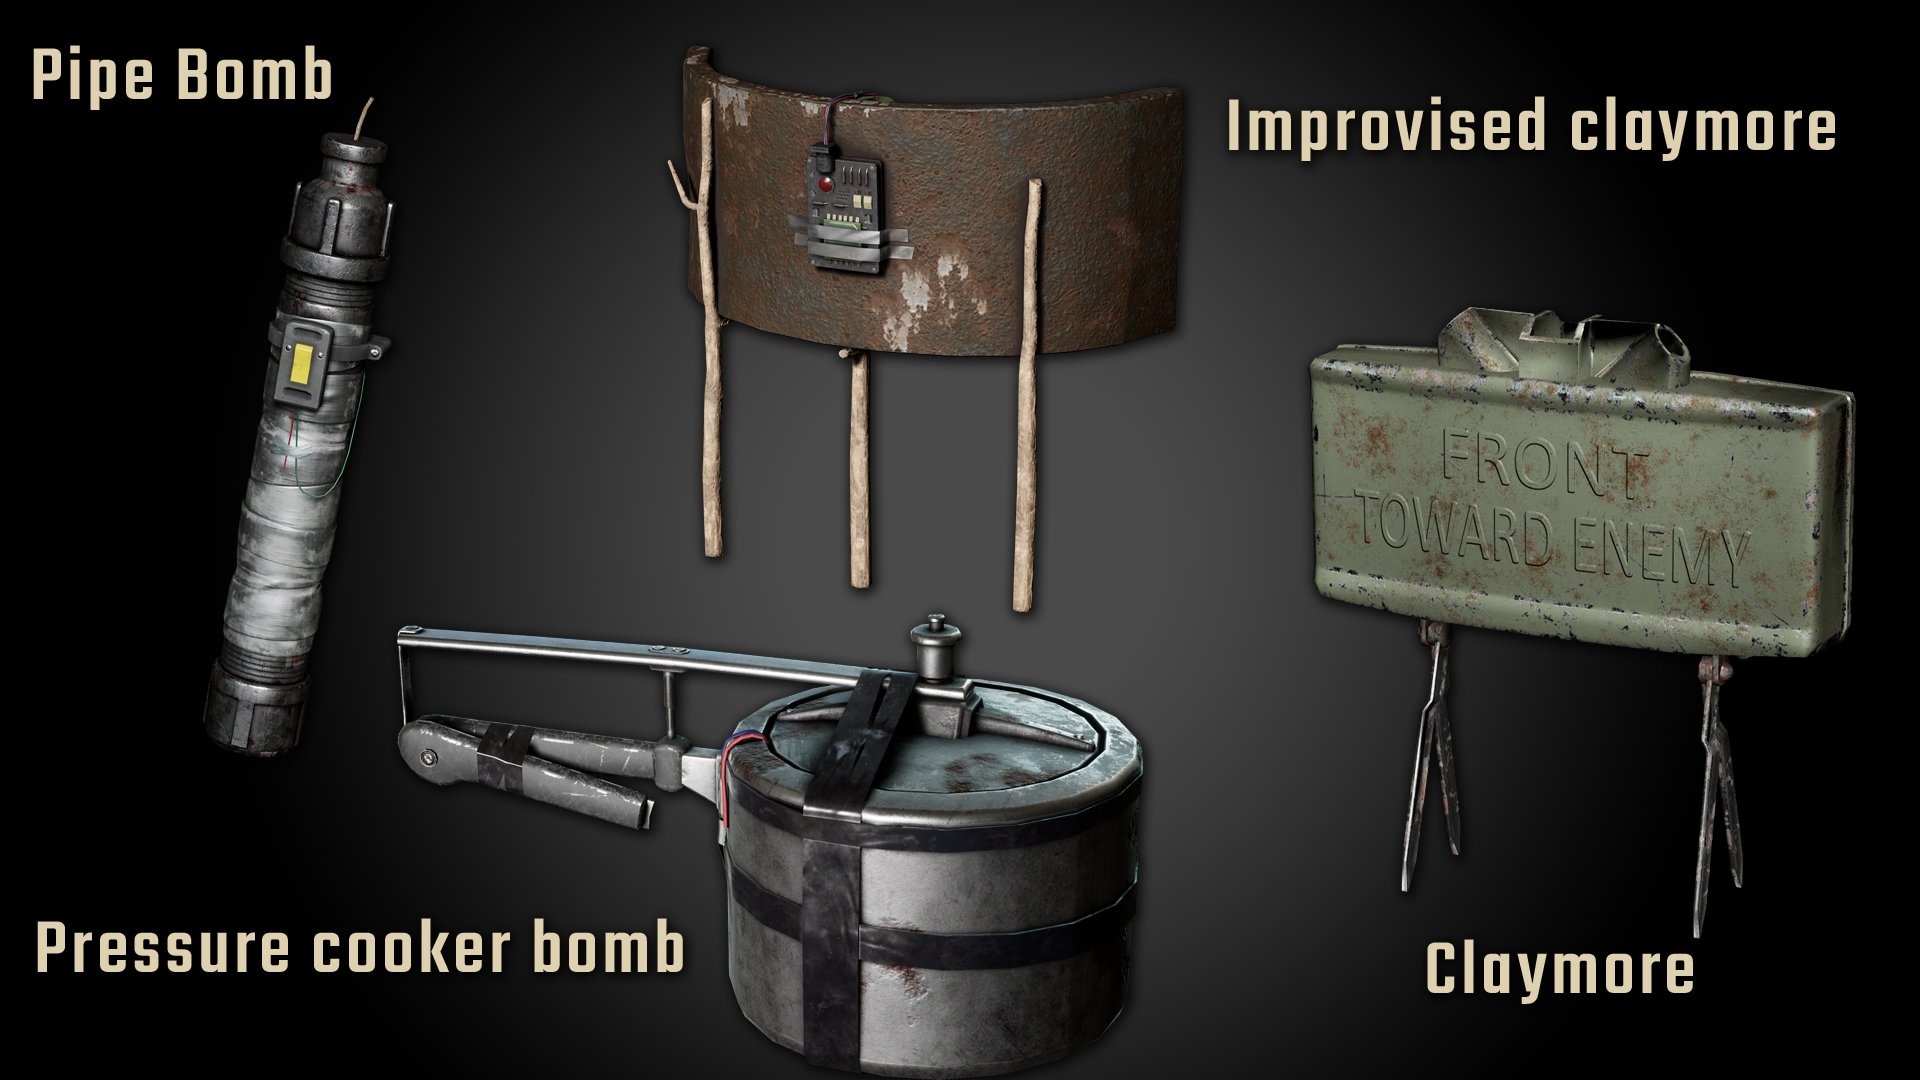 Pipe Bomb
Improvised claymore
FRONT
TOWARD ENEMY
Pressure cooker bomb
Claymore